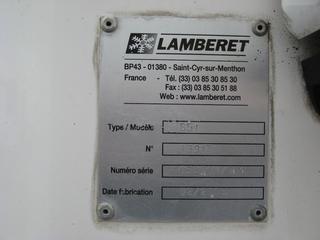 LAMBERET
BP43 - 01380 - Saint-Cyr-sur-Menthon
France - Tél. (33) 03 85 30 85 30
Fax : (33) 03 85 30 51 88
Web : www.lamberet.com
Type / Modèle
N°
Numéro série
Date fabrication